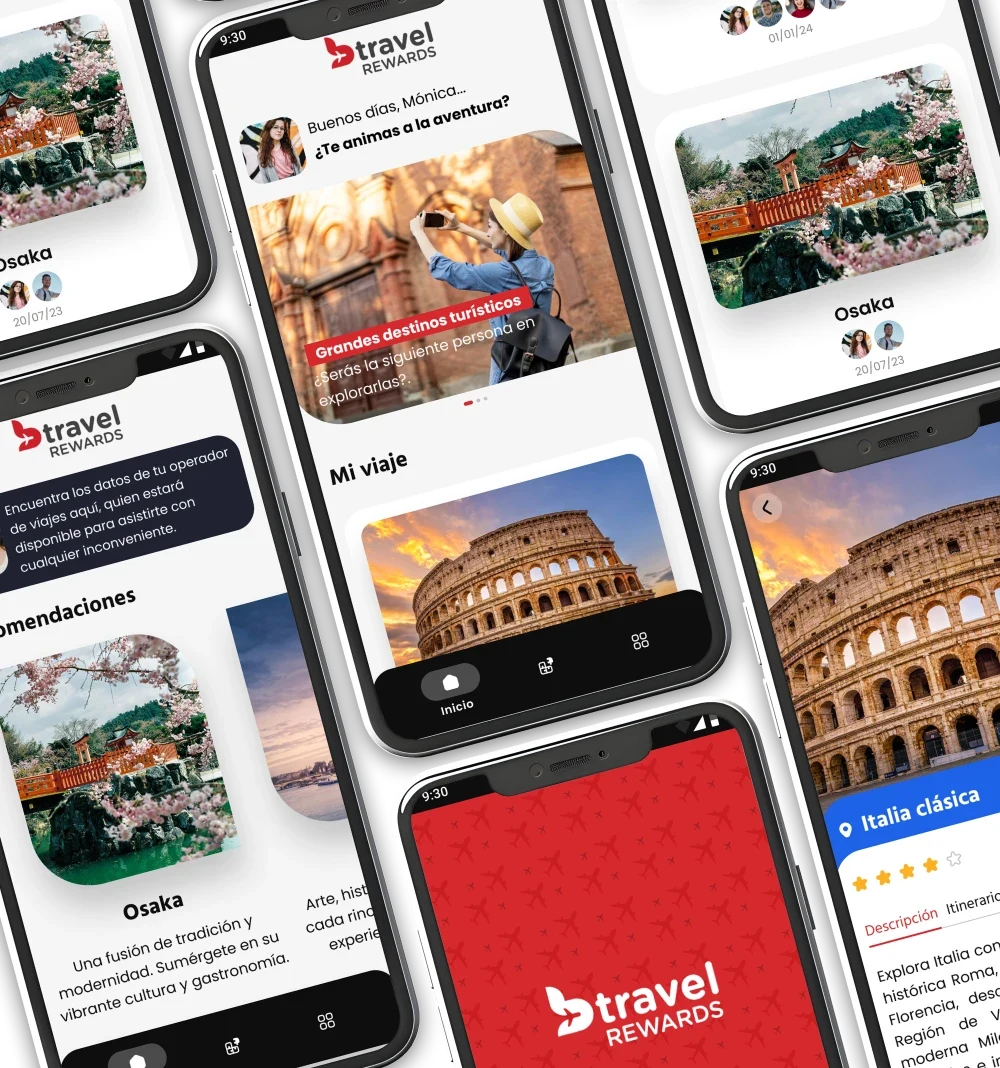 Osaka
20/07/23
9:30
travel
REWARDS
Buenos días, Mónica...
¿Te animas a la aventura?
Grandes destinos turísticos
¿Serás la siguiente persona en
explorarlas?.
Mi viaje
Inicio
01/01/24
Osaka
20/07/23
travel
REWARDS
Encuentra los datos de tu operador
de viajes aquí, quien estará
disponible para asistirte con
cualquier inconveniente.
omendaciones
Osaka
Una fusión de tradición y
modernidad. Sumérgete en su
vibrante cultura y gastronomía.
Arte, hist
cada rinc
experie
9:30
travel
REWARDS
9:30
Italia clásica
Descripción Itinerario
Explora Italia con
histórica Roma,
Florencia, desc
Región de V
moderna Mil